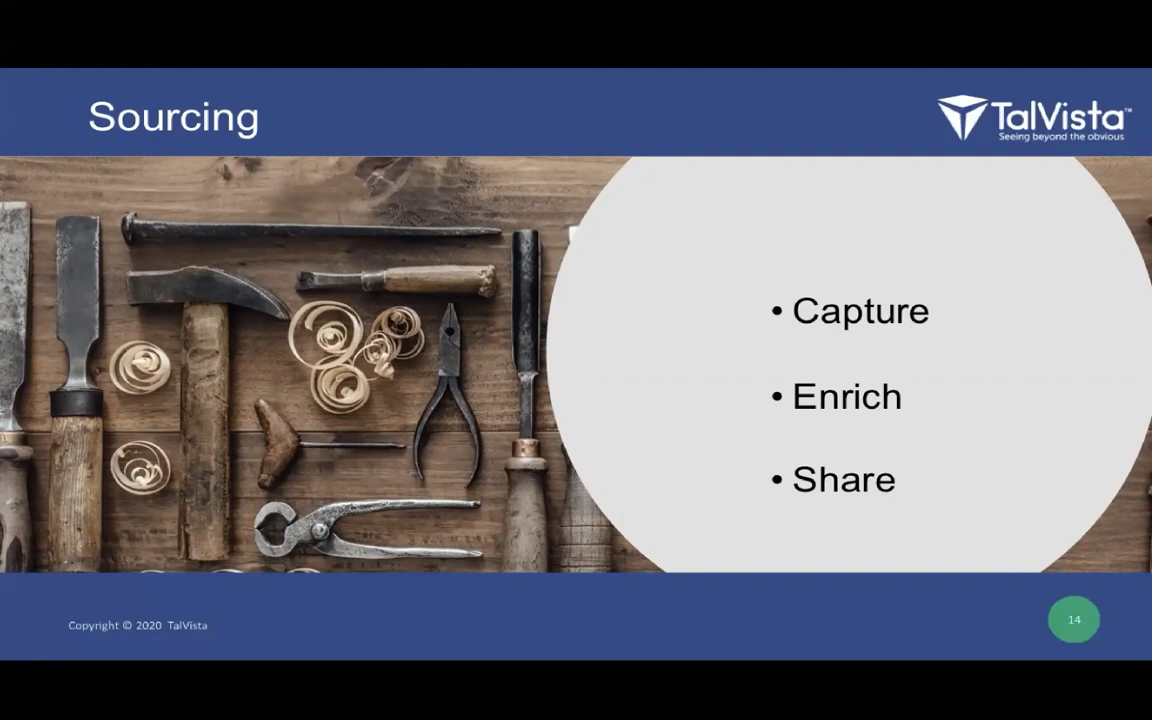 Sourcing
TalVista™
Seeing beyond the obvious
• Capture
• Enrich
• Share
Copyright © 2020 TalVista
14